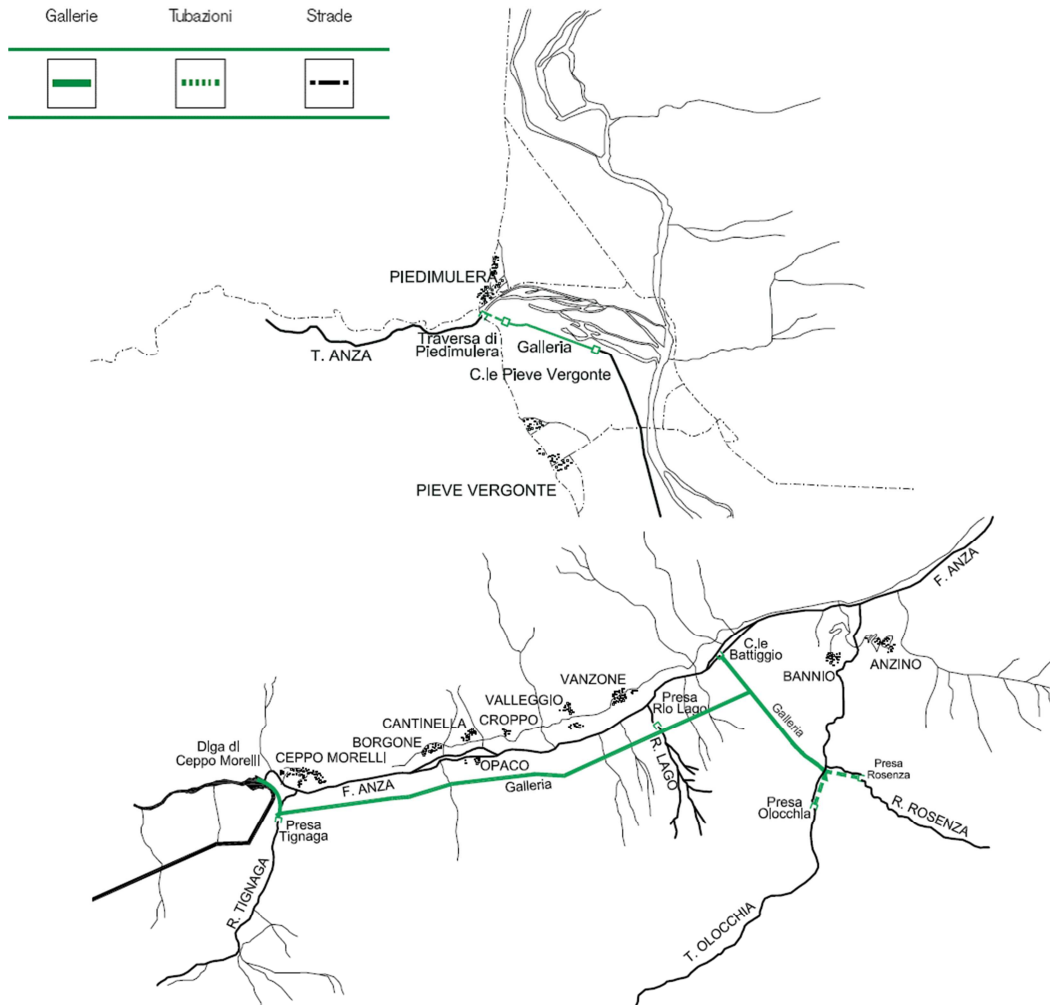 Gallerie Tubazioni Strade
PIEDIMULERA
T. ANZA
Traversa di
Piedimulera
Galleria
C.le Pieve Vergonte
PIEVE VERGONTE
F. ANZA
C.le
Battiggio
BANNIO
ANZINO
VANZONE
VALLEGGIO
Presa
Rio Lago
CANTINELLA
CROPPO
BORGONE
Galleria
Diga di
Ceppo Morelli
CEPPO MORELLI
OPACO
R. LAGO
F. ANZA
Galleria
Presa
Rosenza
Presa
Olocchia
R. ROSENZA
Presa
Tignaga
R. TIGNAGA
T. OLOCCHIA